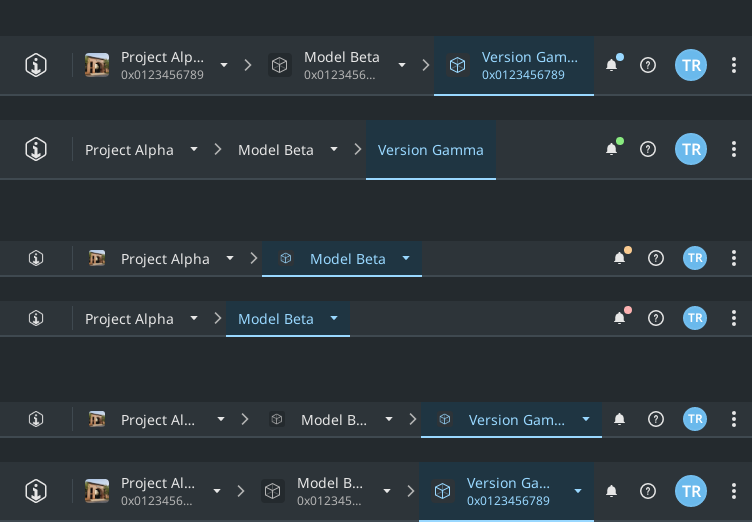 Project Alp... Model Beta Version Gam...
0x0123456789 0x0123456... 0x0123456789 TR
Project Alpha Model Beta Version Gamma TR
Project Alpha Model Beta TR
Project Alpha Model Beta TR
Project Al... Model B... Version Gam... TR
Project Al... Model B... Version Ga...
0x0123456... 0x012345... 0x0123456789 TR